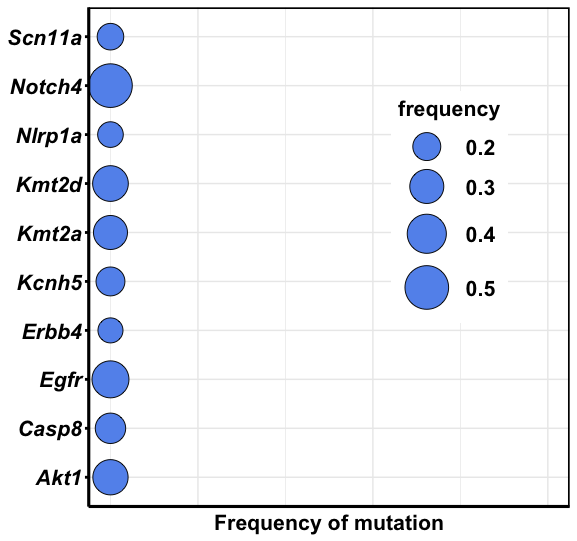 Scn11a
Notch4
Nlrp1a
Kmt2d
Kmt2a
Kcnh5
Erbb4
Egfr
Casp8
Akt1
frequency
0.2
0.3
0.4
0.5
Frequency of mutation